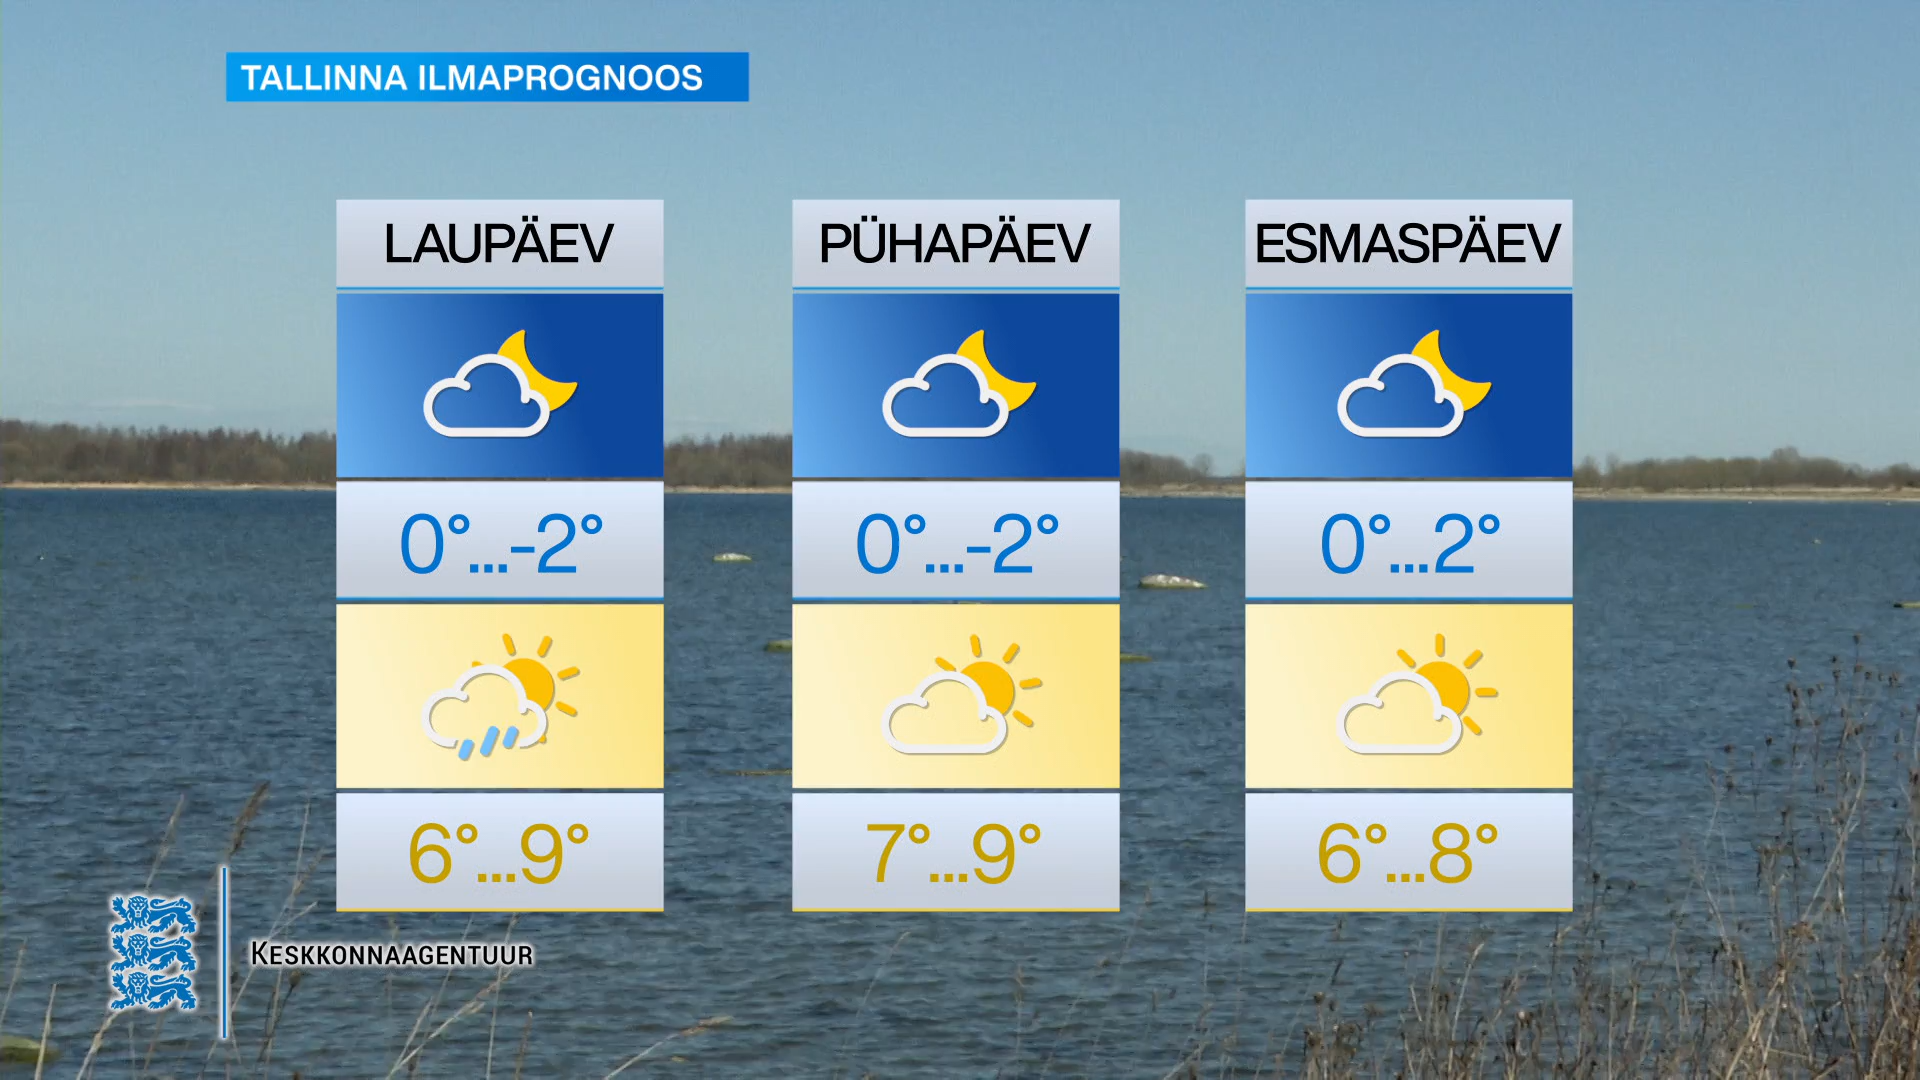 TALLINNA ILMAPROGNOOS
LAUPÄEV
0°...-2°
6°...9°
PÜHAPÄEV
0°...-2°
7°...9°
ESMASPÄEV
0°...2°
6°...8°
KESKKONNAAGENTUUR